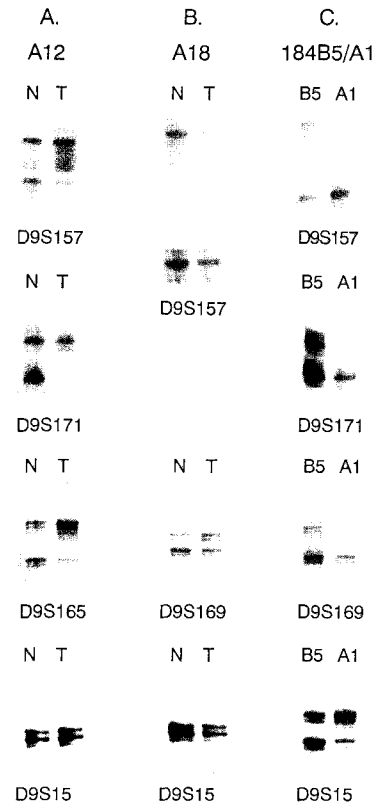 A. B. C.
A12 A18 184B5/A1
N T N T B5 A1
D9S157 D9S157
D9S157
N T B5 A1
D9S171 D9S171
N T N T B5 A1
D9S165 D9S169 D9S169
N T N T B5 A1
D9S15 D9S15 D9S15